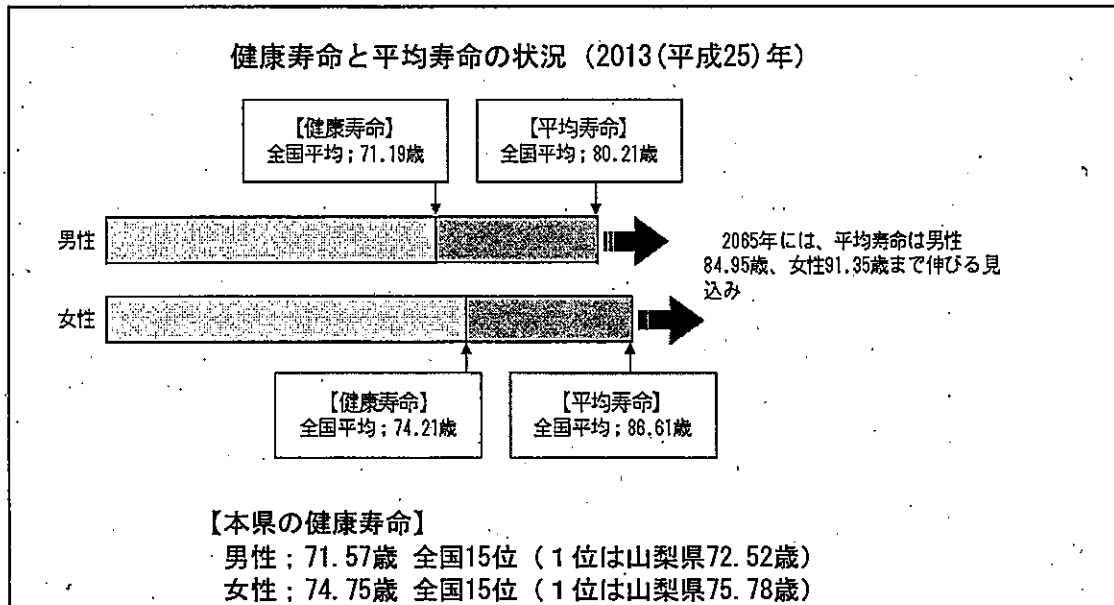 健康寿命と平均寿命の状況（2013(平成25)年）
【健康寿命】
全国平均；71.19歳
【平均寿命】
全国平均；80.21歳
男性
2065年には、平均寿命は男性
84.95歳、女性91.35歳まで伸びる見
込み
女性
【健康寿命】
全国平均；74.21歳
【平均寿命】
全国平均；86.61歳
【本県の健康寿命】
男性；71.57歳 全国15位（１位は山梨県72.52歳）
女性；74.75歳 全国15位（１位は山梨県75.78歳）